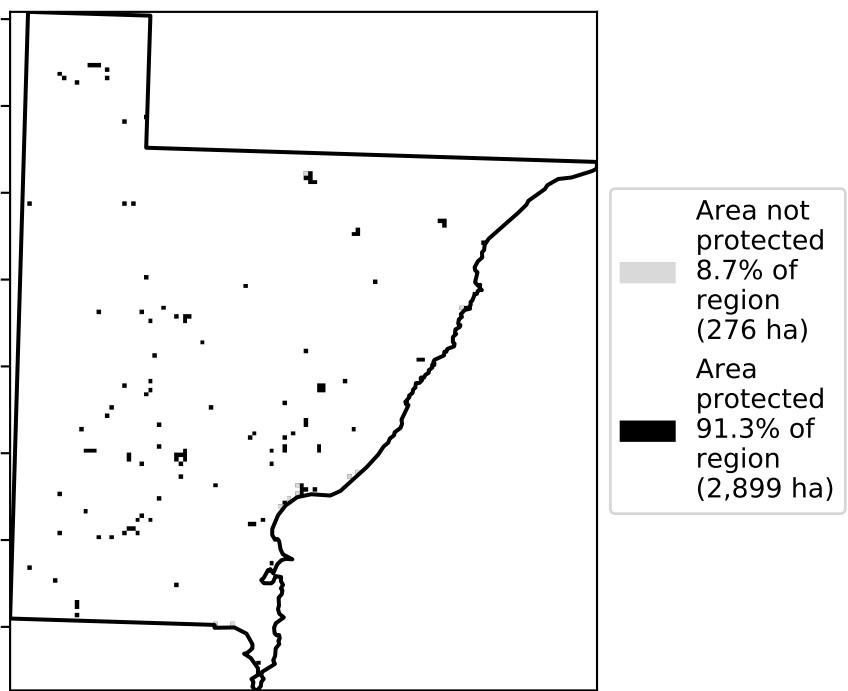 Area not
protected
8.7% of
region
(276 ha)
Area
protected
91.3% of
region
(2,899 ha)